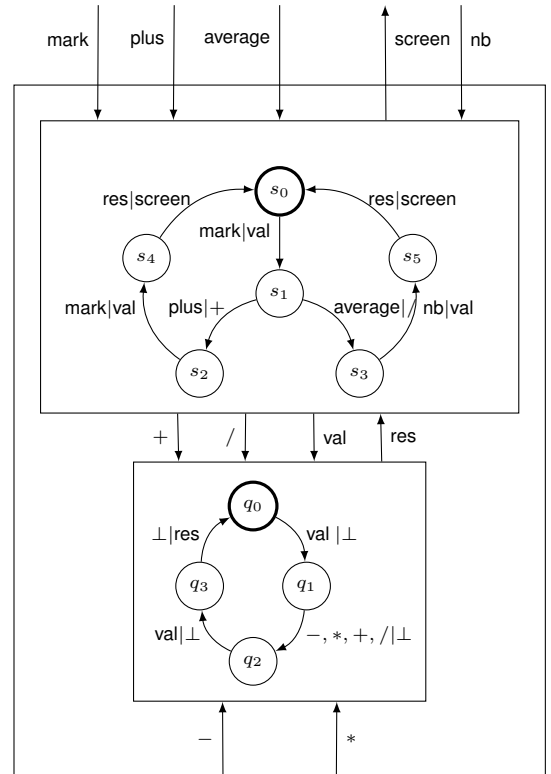 mark plus average screen nb
s₀
res|screen res|screen
mark|val
s₄ s₅
s₁
mark|val plus|+ average|/ nb|val
s₂ s₃
+ / val res
q₀
⊥|res val |⊥
q₃ q₁
val|⊥ −, *, +, /|⊥
q₂
− *